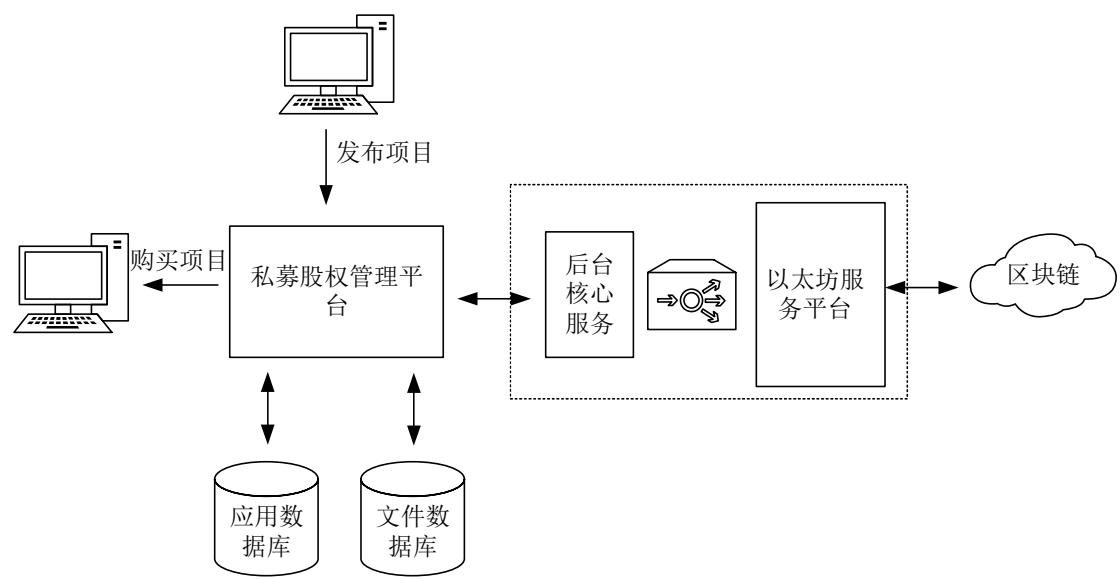 发布项目
购买项目
私募股权管理平
台
后台
核心
服务
以太坊服
务平台
区块链
应用数
据库
文件数
据库